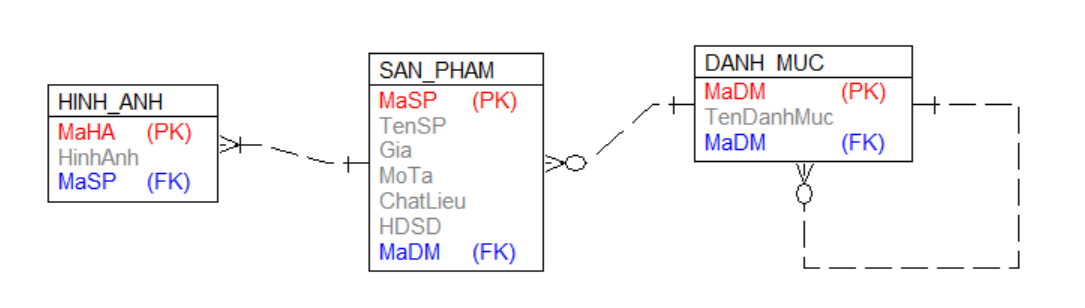 HINH_ANH
MaHA (PK)
HinhAnh
MaSP (FK)
SAN_PHAM
MaSP (PK)
TenSP
Gia
MoTa
ChatLieu
HDSD
MaDM (FK)
DANH_MUC
MaDM (PK)
TenDanhMuc
MaDM (FK)